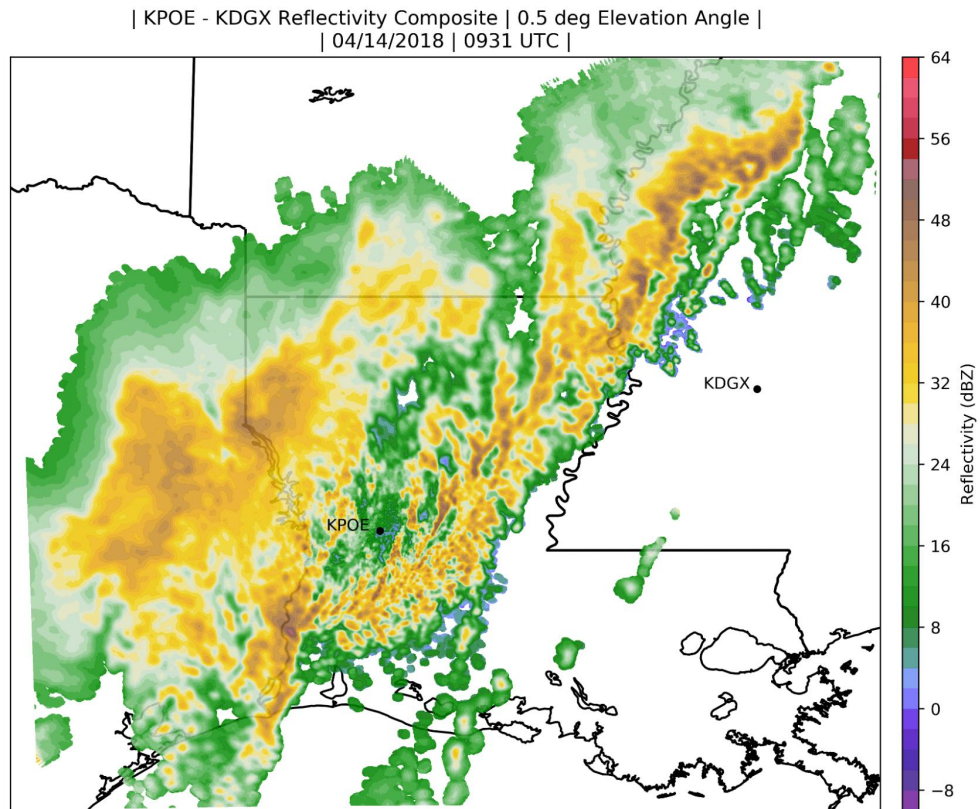 | KPOE - KDGX Reflectivity Composite | 0.5 deg Elevation Angle |
| 04/14/2018 | 0931 UTC |
64
56
48
40
32
24
16
8
0
−8
Reflectivity (dBZ)
KDGX
KPOE